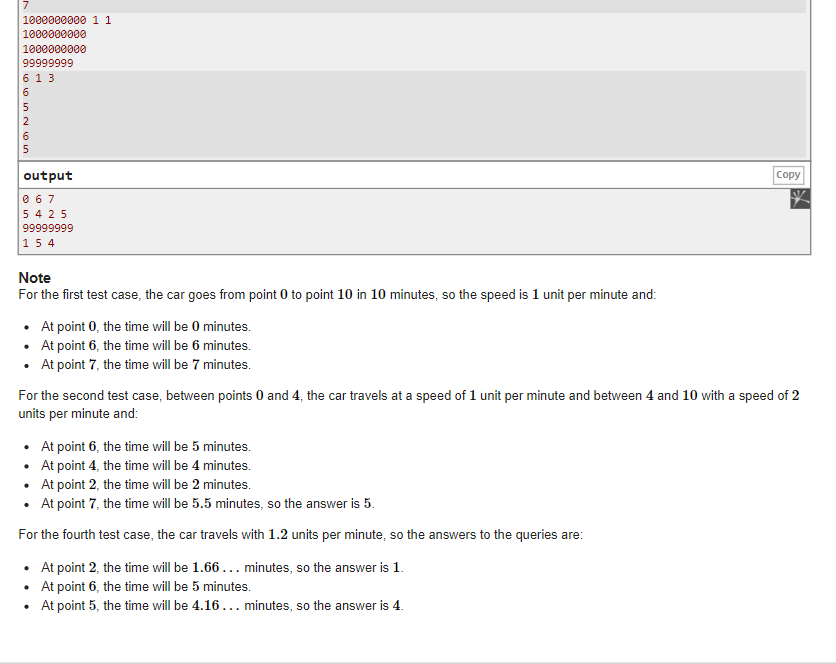 7
1000000000 1 1
1000000000
1000000000
99999999
6 1 3
6
5
2
6
5
output
Copy
0 6 7
5 4 2 5
99999999
1 5 4
Note
For the first test case, the car goes from point 0 to point 10 in 10 minutes, so the speed is 1 unit per minute and:
• At point 0, the time will be 0 minutes.
• At point 6, the time will be 6 minutes.
• At point 7, the time will be 7 minutes.
For the second test case, between points 0 and 4, the car travels at a speed of 1 unit per minute and between 4 and 10 with a speed of 2
units per minute and:
• At point 6, the time will be 5 minutes.
• At point 4, the time will be 4 minutes.
• At point 2, the time will be 2 minutes.
• At point 7, the time will be 5.5 minutes, so the answer is 5.
For the fourth test case, the car travels with 1.2 units per minute, so the answers to the queries are:
• At point 2, the time will be 1.66 . . . minutes, so the answer is 1.
• At point 6, the time will be 5 minutes.
• At point 5, the time will be 4.16 . . . minutes, so the answer is 4.